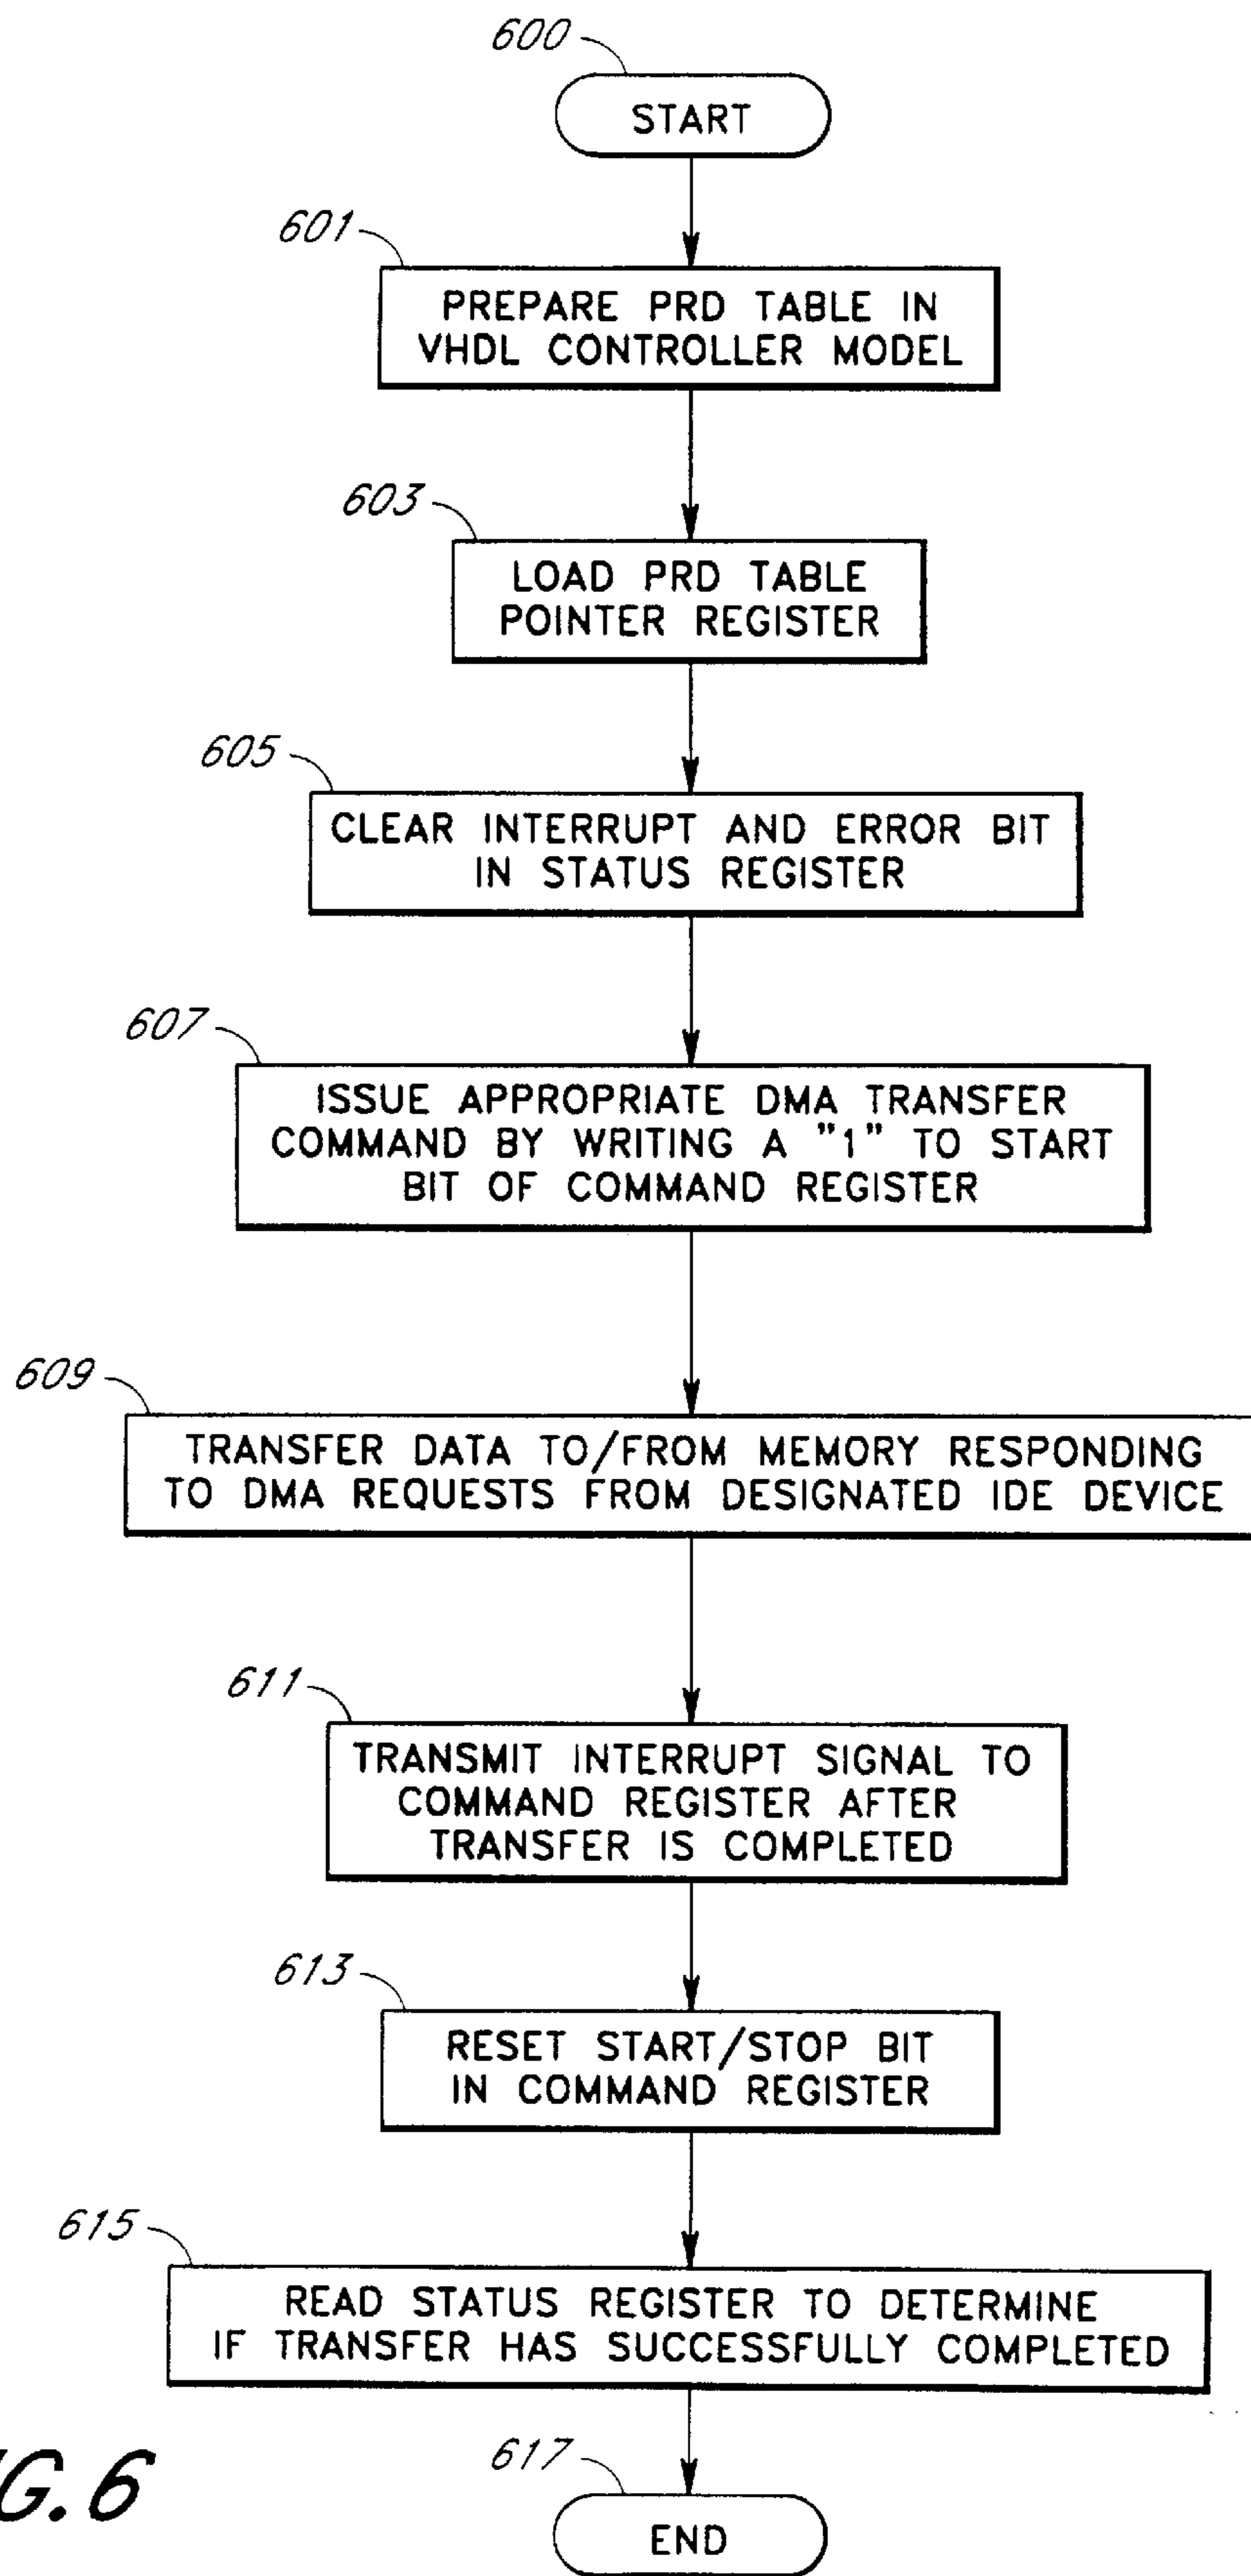 600
START
601
PREPARE PRD TABLE IN
VHDL CONTROLLER MODEL
603
LOAD PRD TABLE
POINTER REGISTER
605
CLEAR INTERRUPT AND ERROR BIT
IN STATUS REGISTER
607
ISSUE APPROPRIATE DMA TRANSFER
COMMAND BY WRITING A "1" TO START
BIT OF COMMAND REGISTER
609
TRANSFER DATA TO/FROM MEMORY RESPONDING
TO DMA REQUESTS FROM DESIGNATED IDE DEVICE
611
TRANSMIT INTERRUPT SIGNAL TO
COMMAND REGISTER AFTER
TRANSFER IS COMPLETED
613
RESET START/STOP BIT
IN COMMAND REGISTER
615
READ STATUS REGISTER TO DETERMINE
IF TRANSFER HAS SUCCESSFULLY COMPLETED
617
END
G.6